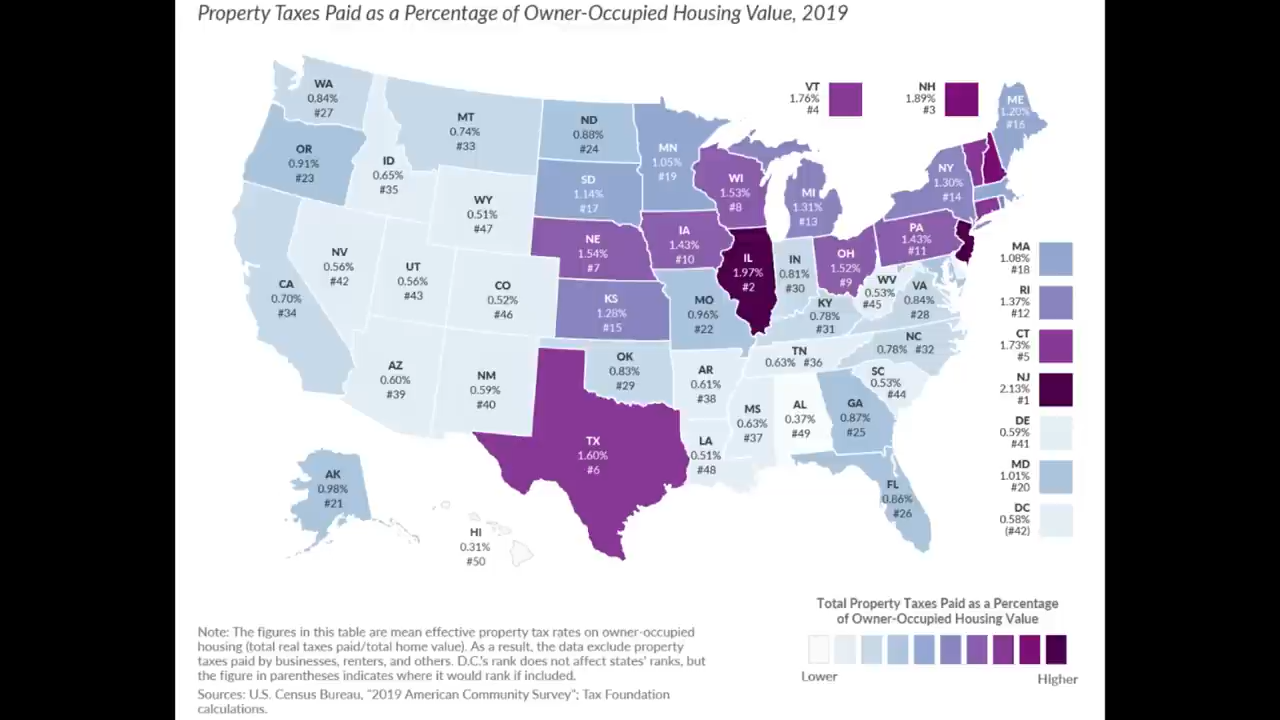 Property Taxes Paid as a Percentage of Owner-Occupied Housing Value, 2019
WA
0.84%
#27
MT
0.74%
#33
ND
0.88%
#24
MN
1.05%
#19
VT
1.76%
#4
NH
1.89%
#3
ME
1.20%
#16
OR
0.91%
#23
ID
0.65%
#35
SD
1.14%
#17
WI
1.53%
#8
MI
1.31%
#13
NY
1.30%
#14
WY
0.51%
#47
NE
1.54%
#7
IA
1.43%
#10
PA
1.43%
#11
NV
0.56%
#42
UT
0.56%
#43
CO
0.52%
#46
IL
1.97%
#2
IN
0.81%
#30
OH
1.52%
#9
MA
1.08%
#18
CA
0.70%
#34
KS
1.28%
#15
MO
0.96%
#22
KY
0.78%
#31
WV
0.53%
#45
VA
0.84%
#28
RI
1.37%
#12
CT
1.73%
#5
NC
0.78% #32
TN
0.63% #36
AZ
0.60%
#39
NM
0.59%
#40
OK
0.83%
#29
AR
0.61%
#38
SC
0.53%
#44
NJ
2.13%
#1
MS
0.63%
#37
AL
0.37%
#49
GA
0.87%
#25
DE
0.59%
#41
TX
1.60%
#6
LA
0.51%
#48
MD
1.01%
#20
AK
0.98%
#21
FL
0.86%
#26
DC
0.58%
(#42)
HI
0.31%
#50
Total Property Taxes Paid as a Percentage
of Owner-Occupied Housing Value
Lower
Higher
Note: The figures in this table are mean effective property tax rates on owner-occupied
housing (total real taxes paid/total home value). As a result, the data exclude property
taxes paid by businesses, renters, and others. D.C.'s rank does not affect states' ranks, but
the figure in parentheses indicates where it would rank if included.
Sources: U.S. Census Bureau, "2019 American Community Survey"; Tax Foundation
calculations.